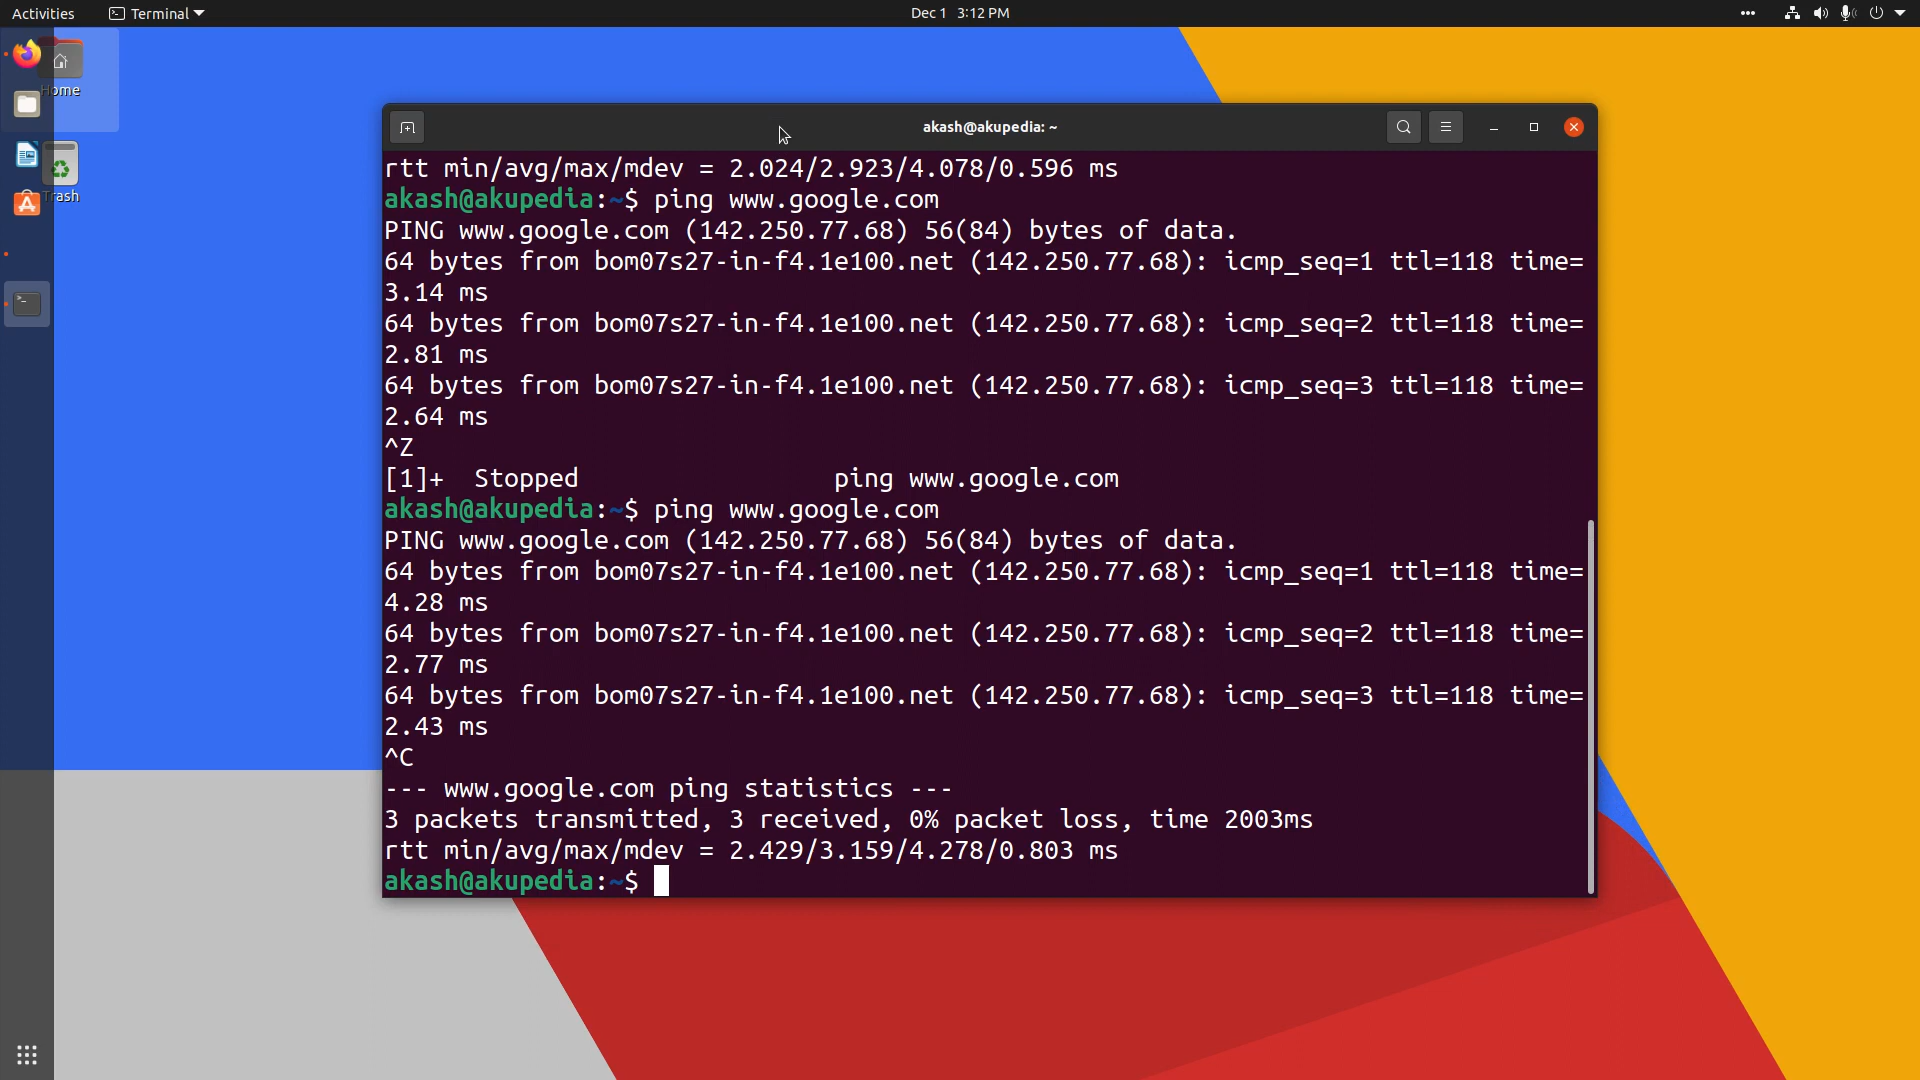 Activities
Terminal
Dec 1 3:12 PM
Home
Trash
akash@akupedia: ~
rtt min/avg/max/mdev = 2.024/2.923/4.078/0.596 ms
akash@akupedia:~$ ping www.google.com
PING www.google.com (142.250.77.68) 56(84) bytes of data.
64 bytes from bom07s27-in-f4.1e100.net (142.250.77.68): icmp_seq=1 ttl=118 time=
3.14 ms
64 bytes from bom07s27-in-f4.1e100.net (142.250.77.68): icmp_seq=2 ttl=118 time=
2.81 ms
64 bytes from bom07s27-in-f4.1e100.net (142.250.77.68): icmp_seq=3 ttl=118 time=
2.64 ms
^Z
[1]+  Stopped                 ping www.google.com
akash@akupedia:~$ ping www.google.com
PING www.google.com (142.250.77.68) 56(84) bytes of data.
64 bytes from bom07s27-in-f4.1e100.net (142.250.77.68): icmp_seq=1 ttl=118 time=
4.28 ms
64 bytes from bom07s27-in-f4.1e100.net (142.250.77.68): icmp_seq=2 ttl=118 time=
2.77 ms
64 bytes from bom07s27-in-f4.1e100.net (142.250.77.68): icmp_seq=3 ttl=118 time=
2.43 ms
^C
--- www.google.com ping statistics ---
3 packets transmitted, 3 received, 0% packet loss, time 2003ms
rtt min/avg/max/mdev = 2.429/3.159/4.278/0.803 ms
akash@akupedia:~$